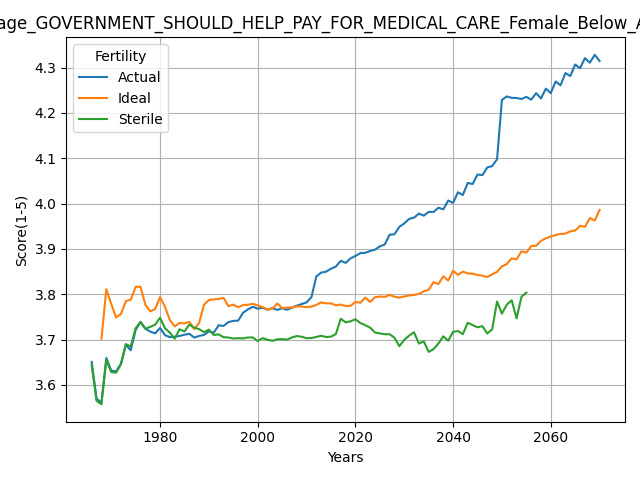 age_GOVERNMENT_SHOULD_HELP_PAY_FOR_MEDICAL_CARE_Female_Below_A
Fertility
Actual
Ideal
Sterile
4.3
4.2
4.1
4.0
3.9
3.8
3.7
3.6
Score(1-5)
1980 2000 2020 2040 2060
Years